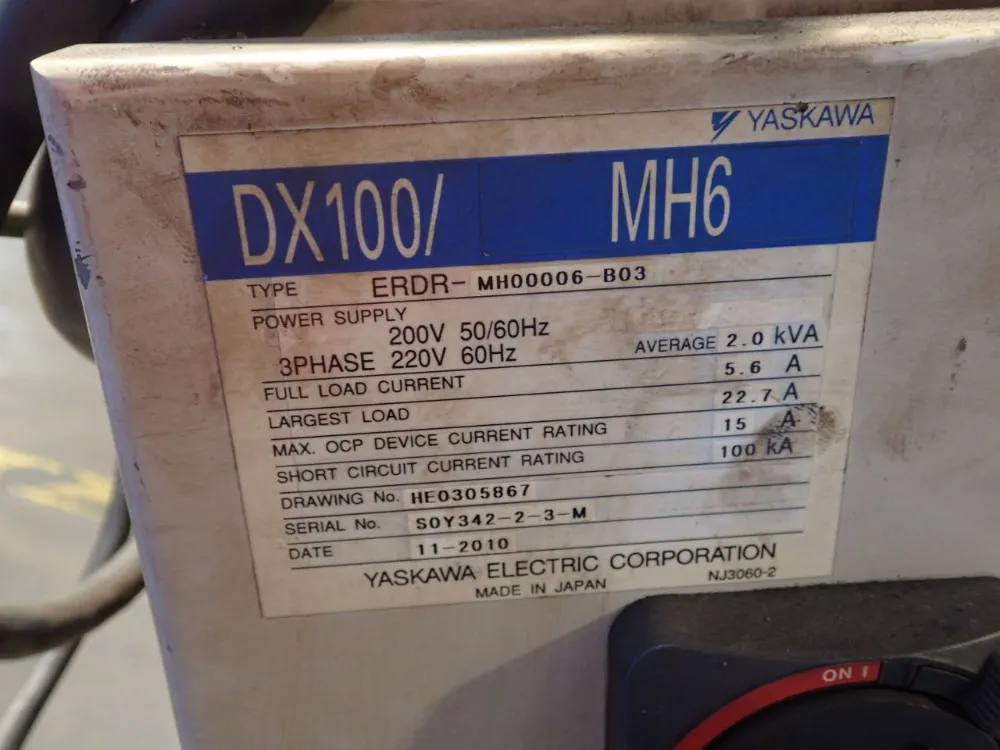 YASKAWA
DX100/ MH6
TYPE ERDR-MH00006-B03
POWER SUPPLY
200V 50/60Hz
3PHASE 220V 60Hz AVERAGE 2.0 kVA
FULL LOAD CURRENT 5.6 A
LARGEST LOAD 22.7 A
MAX. OCP DEVICE CURRENT RATING 15 A
SHORT CIRCUIT CURRENT RATING 100 kA
DRAWING No. HE0305867
SERIAL No. S0Y342-2-3-M
DATE 11-2010
YASKAWA ELECTRIC CORPORATION
MADE IN JAPAN NJ3060-2
ON I